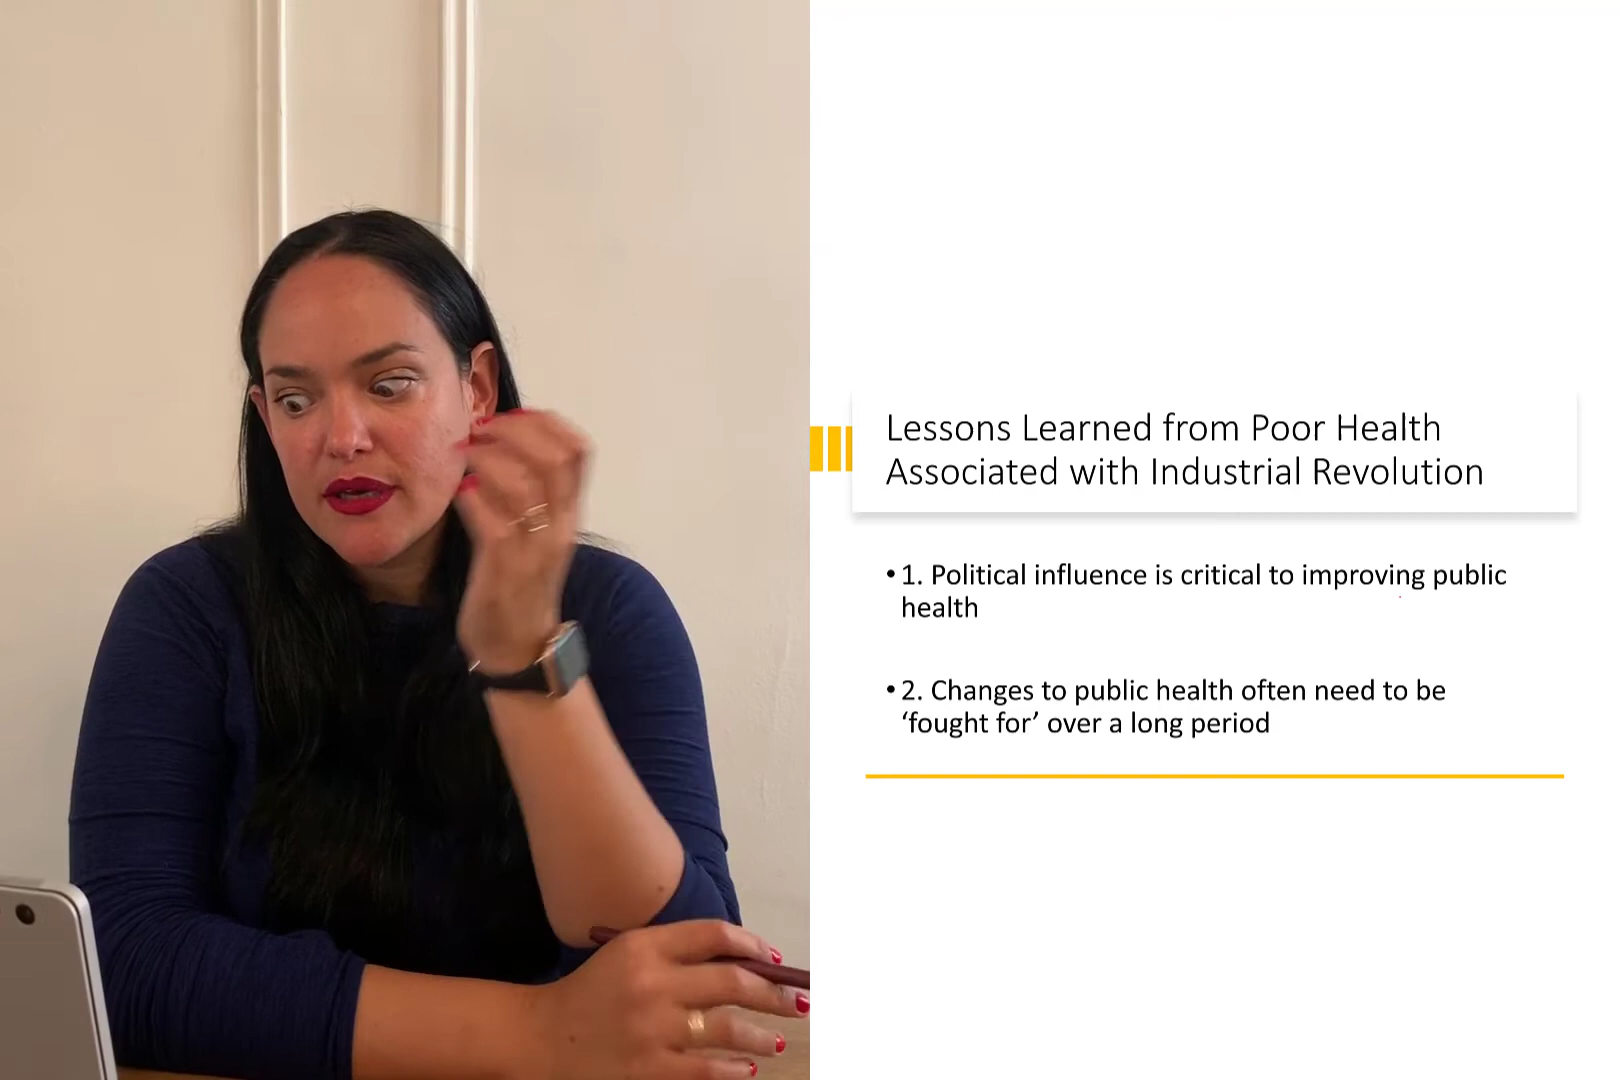 Lessons Learned from Poor Health
Associated with Industrial Revolution
• 1. Political influence is critical to improving public
health
• 2. Changes to public health often need to be
‘fought for’ over a long period